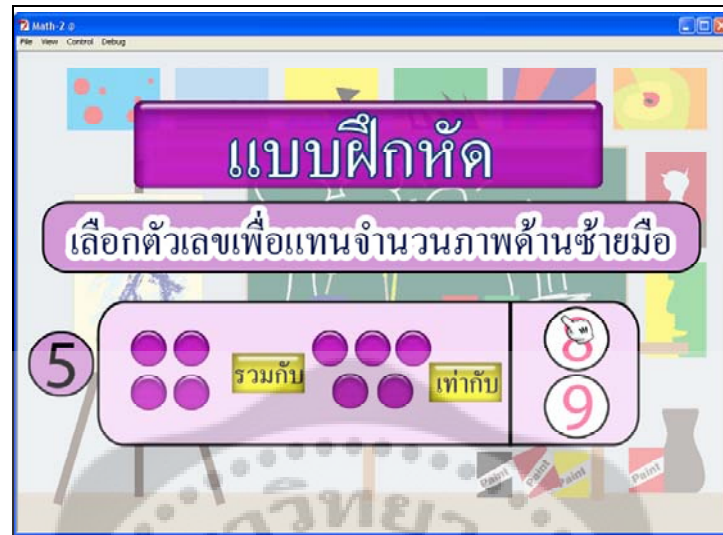 Math-2
File View Control Debug
แบบฝึกหัด
เลือกตัวเลขเพื่อแทนจำนวนภาพด้านซ้ายมือ
5
รวมกับ
เท่ากับ
8
9
Paint Paint Paint Paint